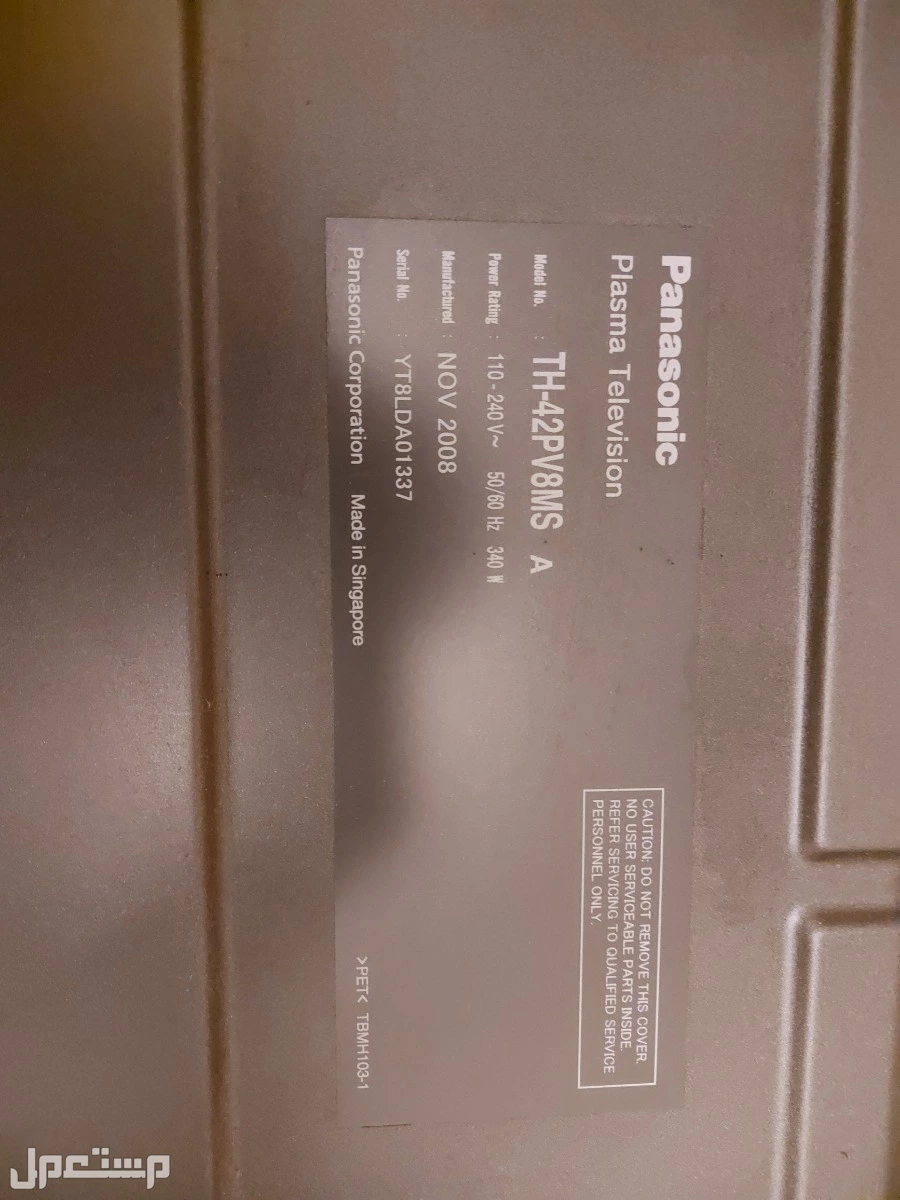 Panasonic
Plasma Television
Model No. : TH-42PV8MS A
Power Rating : 110 - 240 V~ 50/60 Hz 340 W
Manufactured : NOV 2008
Serial No. : YT8LDA01337
Panasonic Corporation Made in Singapore
CAUTION: DO NOT REMOVE THIS COVER.
NO USER SERVICEABLE PARTS INSIDE.
REFER SERVICING TO QUALIFIED SERVICE
PERSONNEL ONLY.
>PET< TBMH103-1
مستعمل